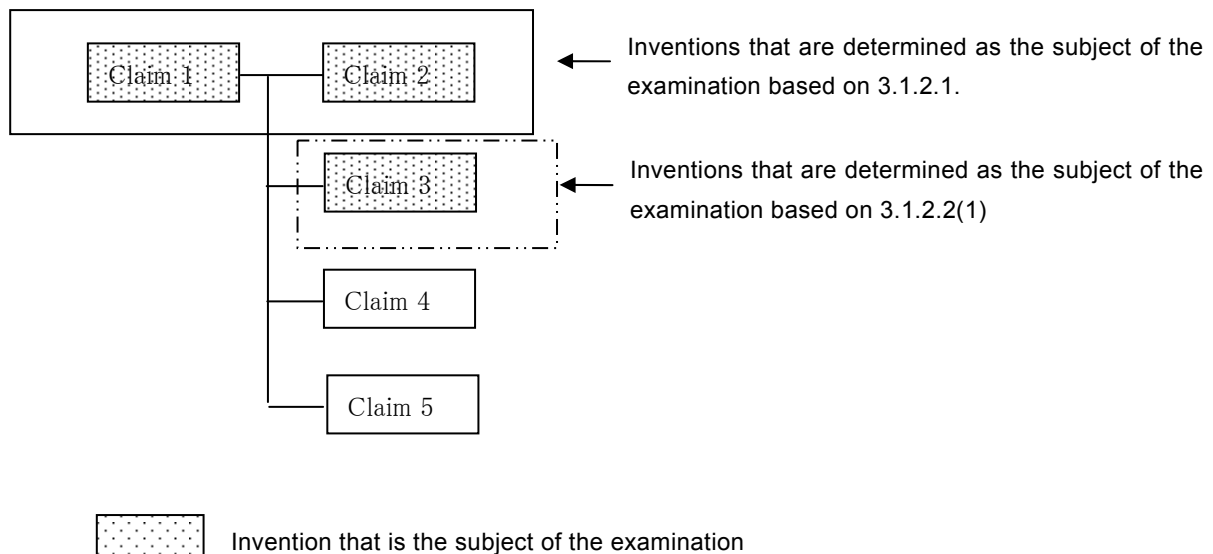 Claim 1
Claim 2
Inventions that are determined as the subject of the
examination based on 3.1.2.1.
Claim 3
Inventions that are determined as the subject of the
examination based on 3.1.2.2(1)
Claim 4
Claim 5
Invention that is the subject of the examination